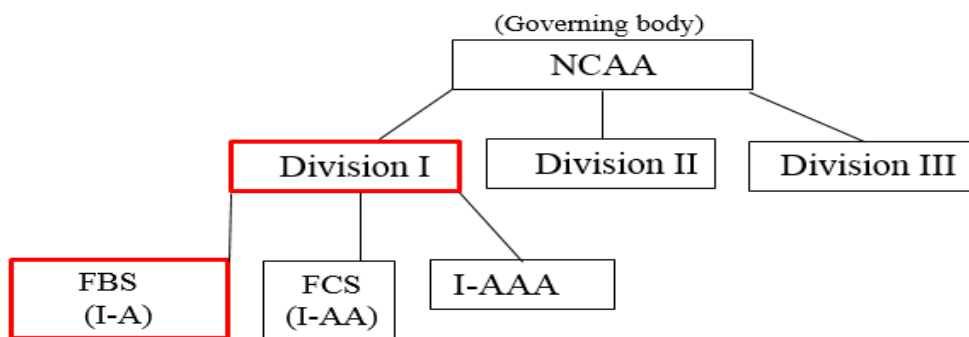 (Governing body)
NCAA
Division I
Division II
Division III
FBS
(I-A)
FCS
(I-AA)
I-AAA